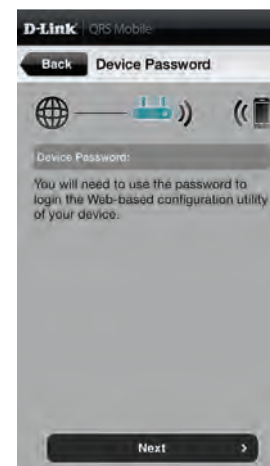 D-Link QRS Mobile
Back Device Password
Device Password:
You will need to use the password to
login the Web-based configuration utility
of your device.
Next